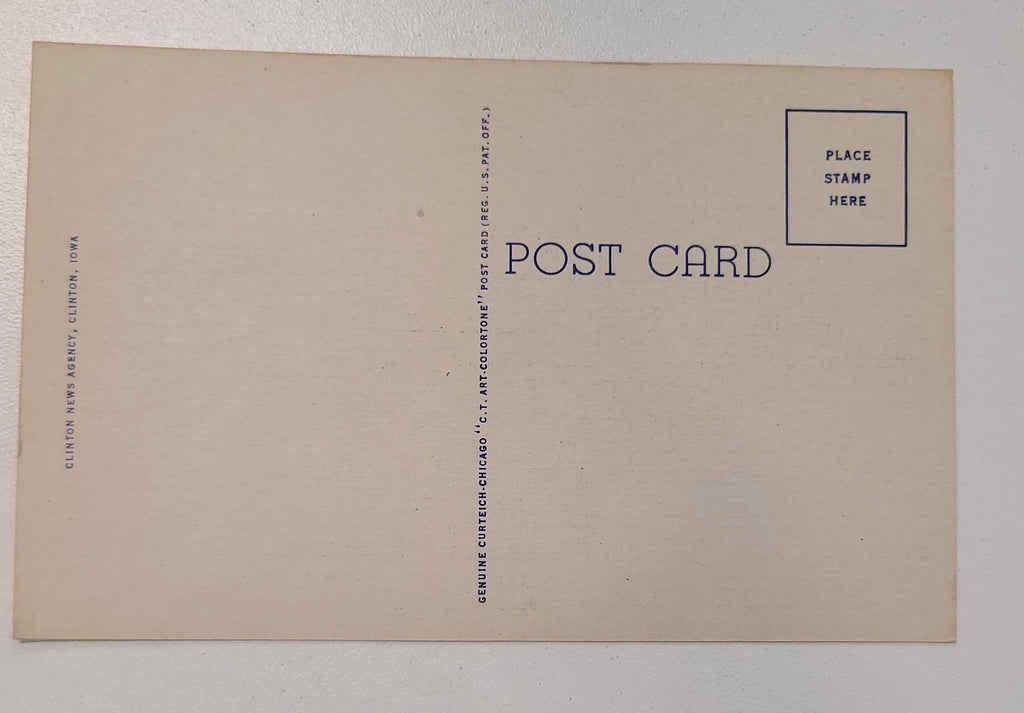 CLINTON NEWS AGENCY, CLINTON, IOWA
GENUINE CURTEICH-CHICAGO "C.T. ART-COLORTONE" POST CARD (REG. U.S. PAT. OFF.)
POST CARD
PLACE
STAMP
HERE